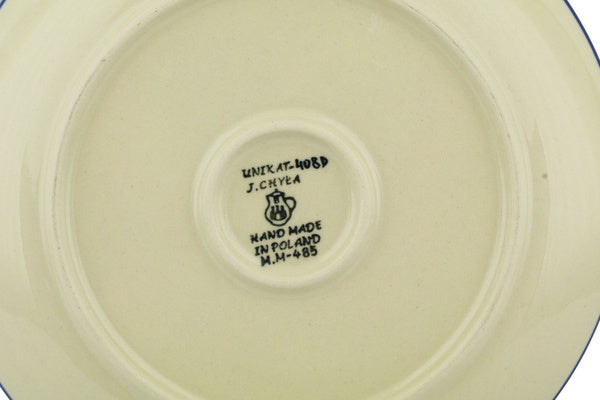 UNIKAT-408D
J. CHYŁA
HAND MADE
IN POLAND
M.M-485